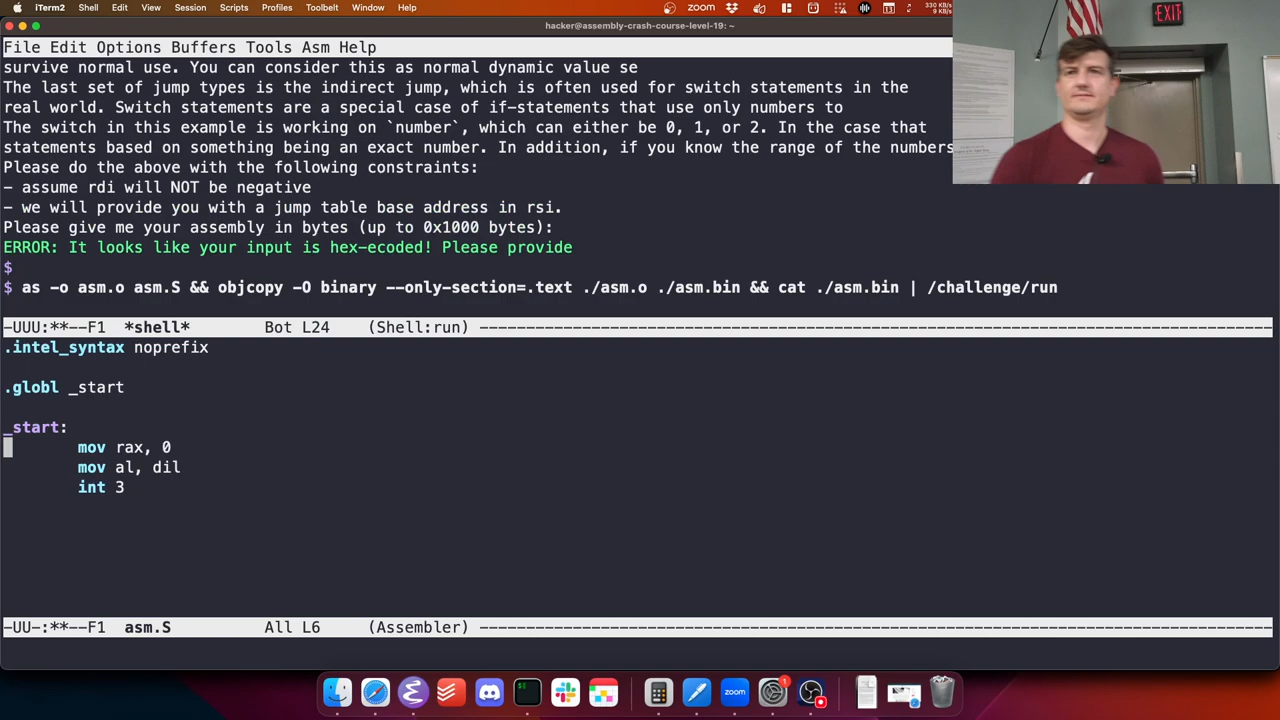 iTerm2 Shell Edit View Session Scripts Profiles Toolbelt Window Help zoom 330 KB/s 9 KB/s
hacker@assembly-crash-course-level-19: ~
File Edit Options Buffers Tools Asm Help
survive normal use. You can consider this as normal dynamic value se
The last set of jump types is the indirect jump, which is often used for switch statements in the
real world. Switch statements are a special case of if-statements that use only numbers to
The switch in this example is working on `number`, which can either be 0, 1, or 2. In the case that
statements based on something being an exact number. In addition, if you know the range of the numbers
Please do the above with the following constraints:
- assume rdi will NOT be negative
- we will provide you with a jump table base address in rsi.
Please give me your assembly in bytes (up to 0x1000 bytes):
ERROR: It looks like your input is hex-ecoded! Please provide
$
$ as -o asm.o asm.S && objcopy -O binary --only-section=.text ./asm.o ./asm.bin && cat ./asm.bin | /challenge/run
-UUU:**--F1 *shell* Bot L24 (Shell:run) -------------------------------------------------------------------------------------
.intel_syntax noprefix
.globl _start
_start:
mov rax, 0
mov al, dil
int 3
-UU-:**--F1 asm.S All L6 (Assembler) -------------------------------------------------------------------------------------
EXIT
zoom
1